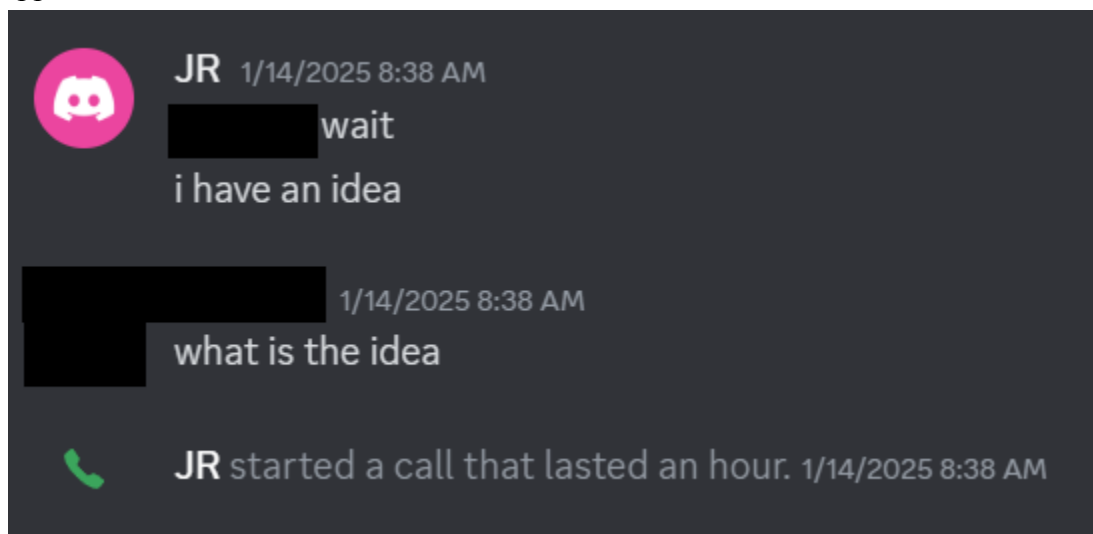 JR 1/14/2025 8:38 AM
wait
i have an idea
1/14/2025 8:38 AM
what is the idea
JR started a call that lasted an hour. 1/14/2025 8:38 AM